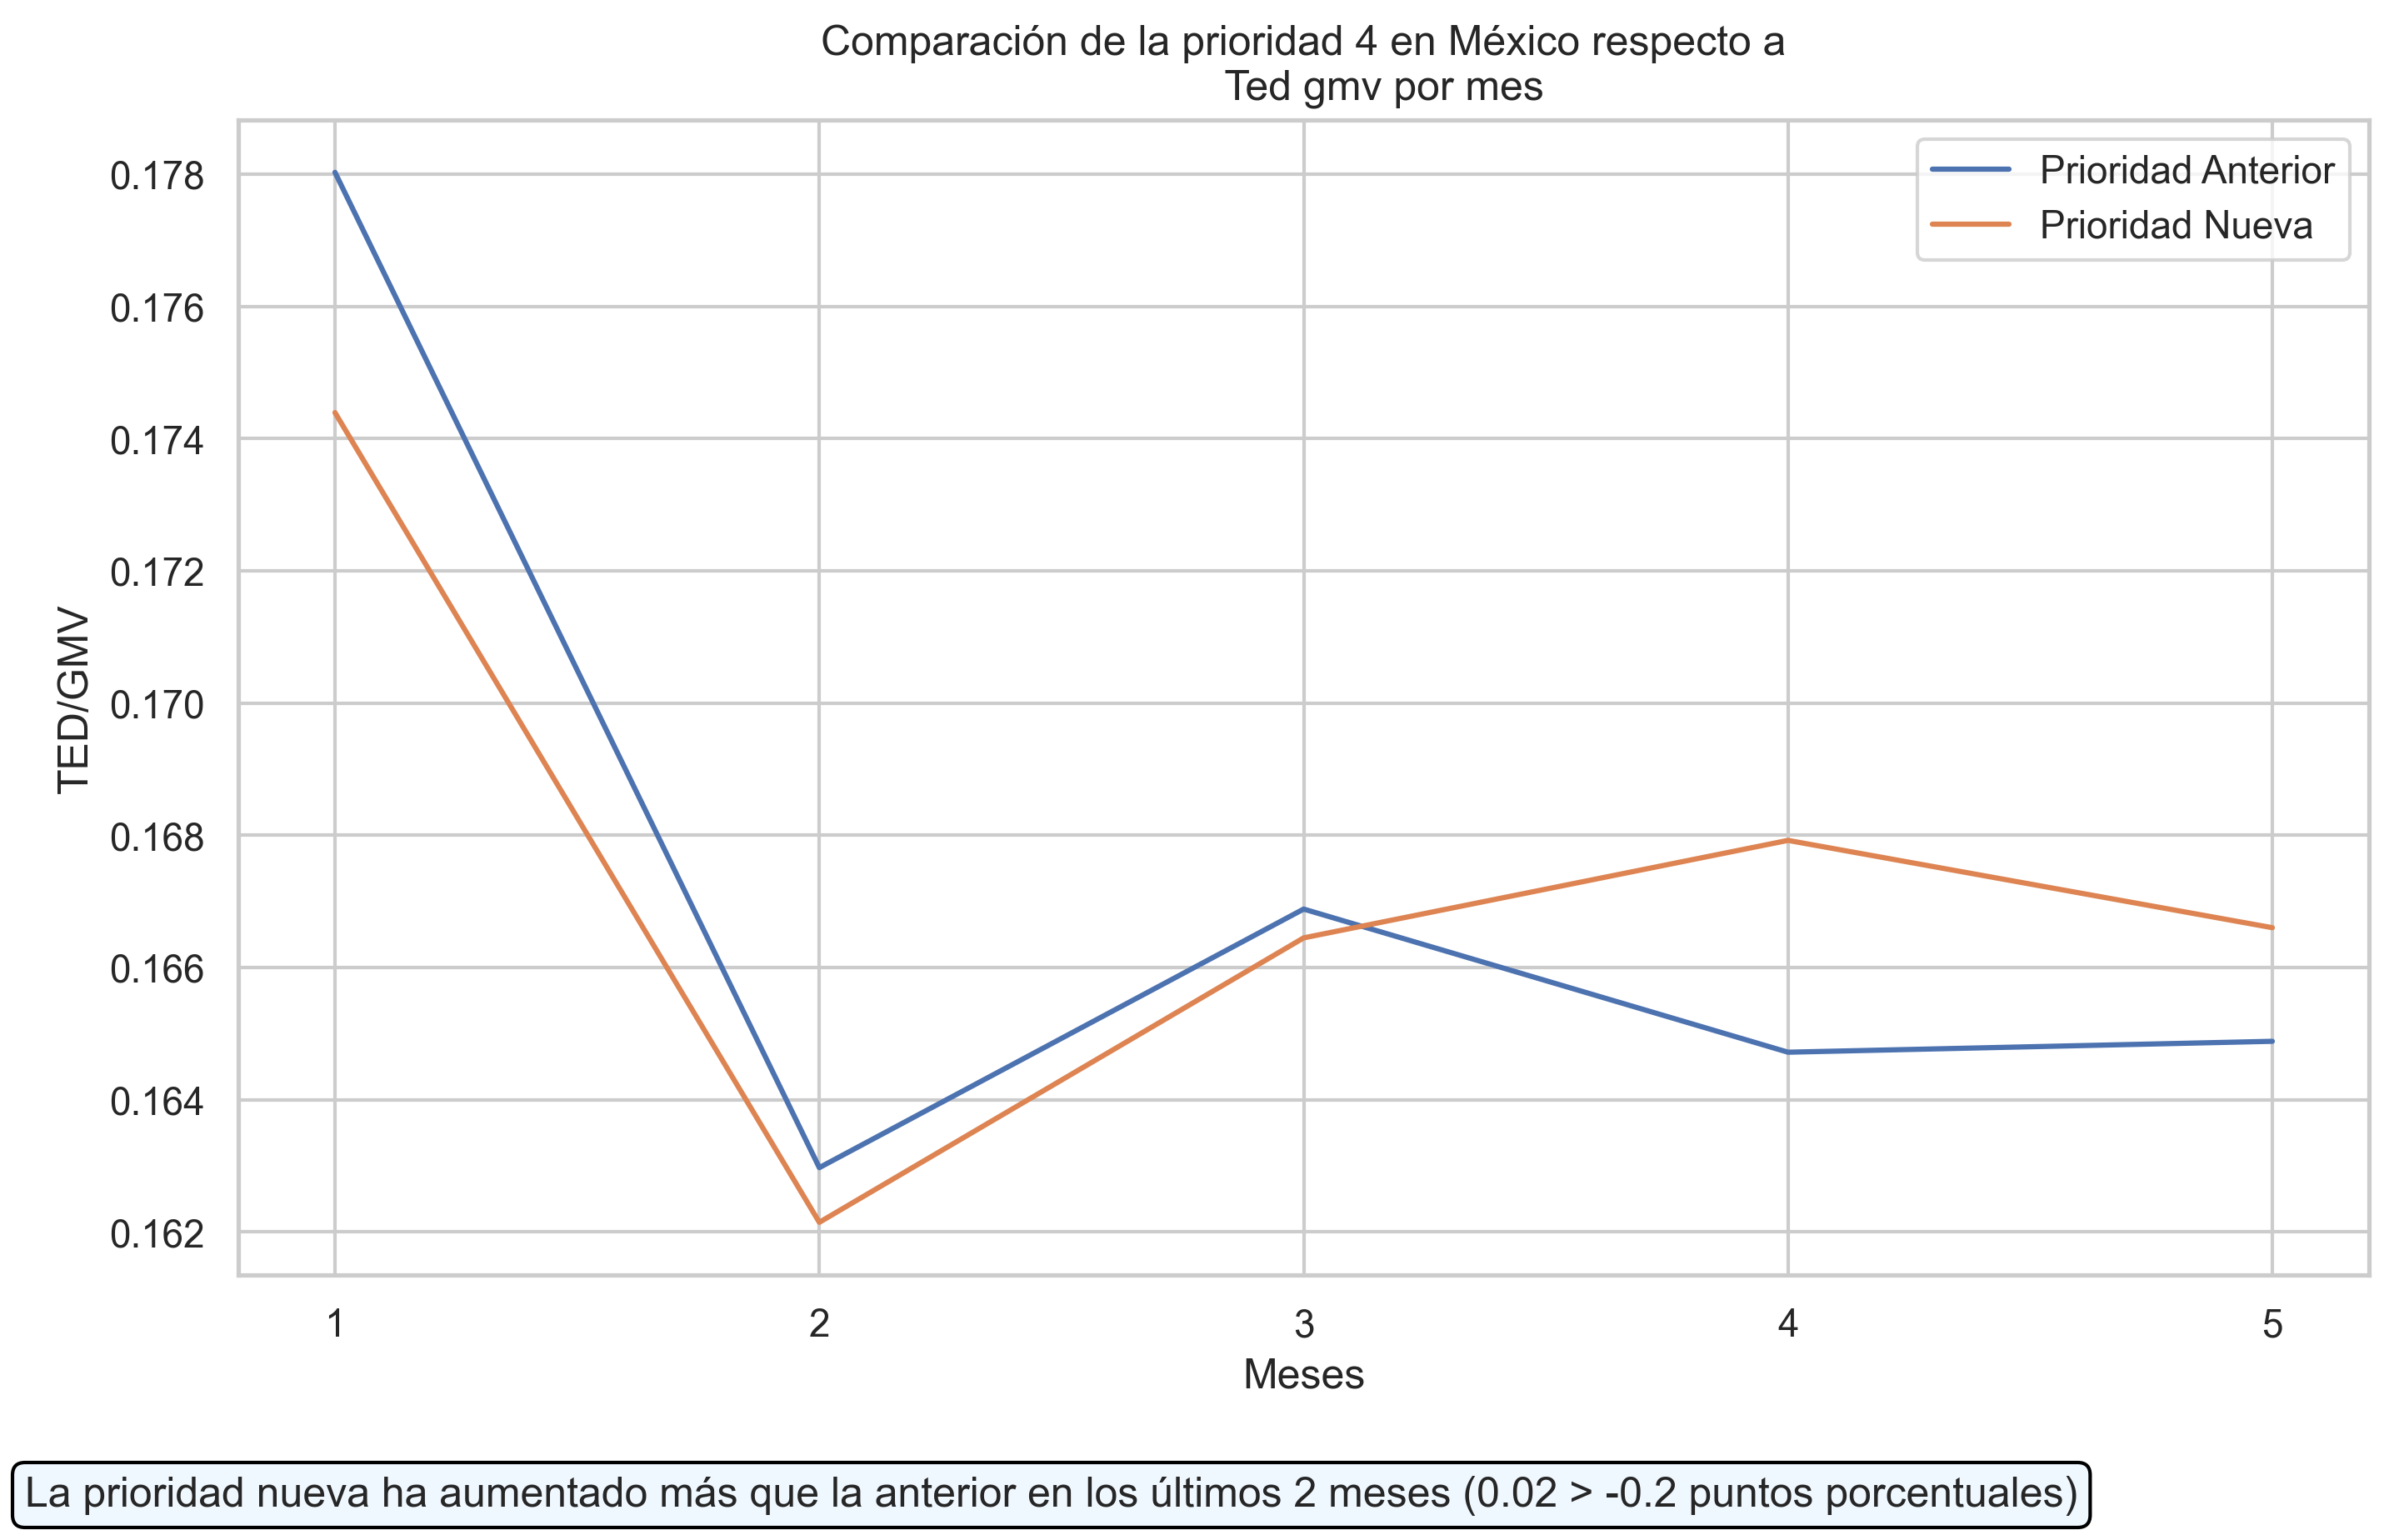 Comparación de la prioridad 4 en México respecto a
Ted gmv por mes
Prioridad Anterior
Prioridad Nueva
TED/GMV
0.178
0.176
0.174
0.172
0.170
0.168
0.166
0.164
0.162
1 2 3 4 5
Meses
La prioridad nueva ha aumentado más que la anterior en los últimos 2 meses (0.02 > -0.2 puntos porcentuales)